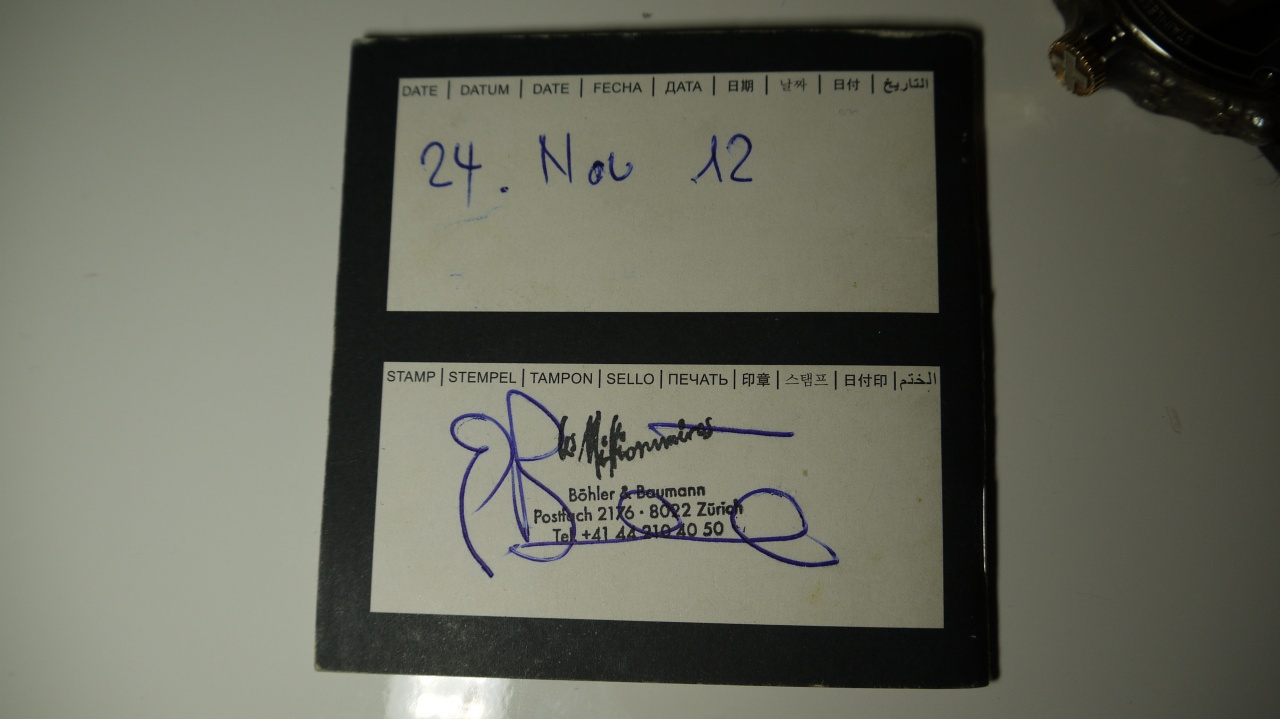 DATE | DATUM | DATE | FECHA | ДАТА | 日期 | 날짜 | 日付 | التاريخ
24. Nov 12
STAMP | STEMPEL | TAMPON | SELLO | ПЕЧАТЬ | 印章 | 스탬프 | 日付印 | الختم
Les Millionnaires
Böhler & Baumann
Postfach 2176 · 8022 Zürich
Tel. +41 44 210 40 50